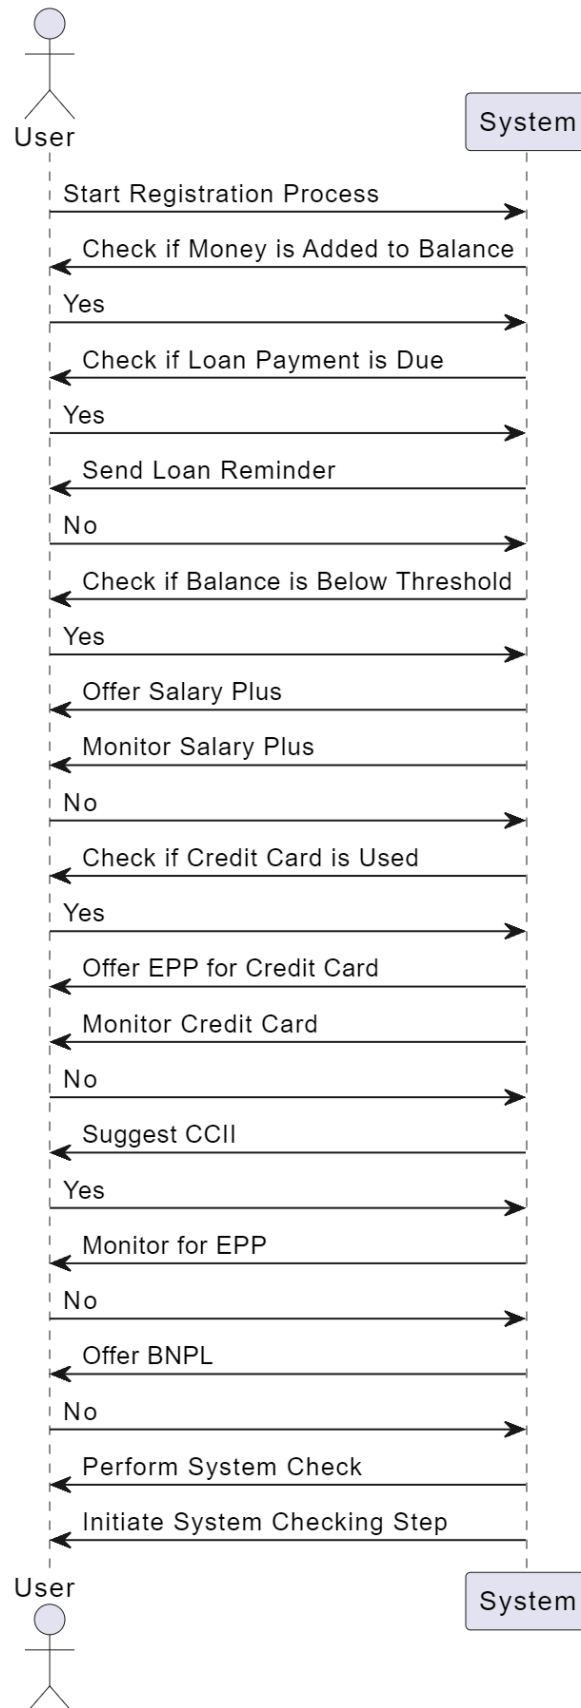 User
System
Start Registration Process
Check if Money is Added to Balance
Yes
Check if Loan Payment is Due
Yes
Send Loan Reminder
No
Check if Balance is Below Threshold
Yes
Offer Salary Plus
Monitor Salary Plus
No
Check if Credit Card is Used
Yes
Offer EPP for Credit Card
Monitor Credit Card
No
Suggest CCII
Yes
Monitor for EPP
No
Offer BNPL
No
Perform System Check
Initiate System Checking Step
User
System